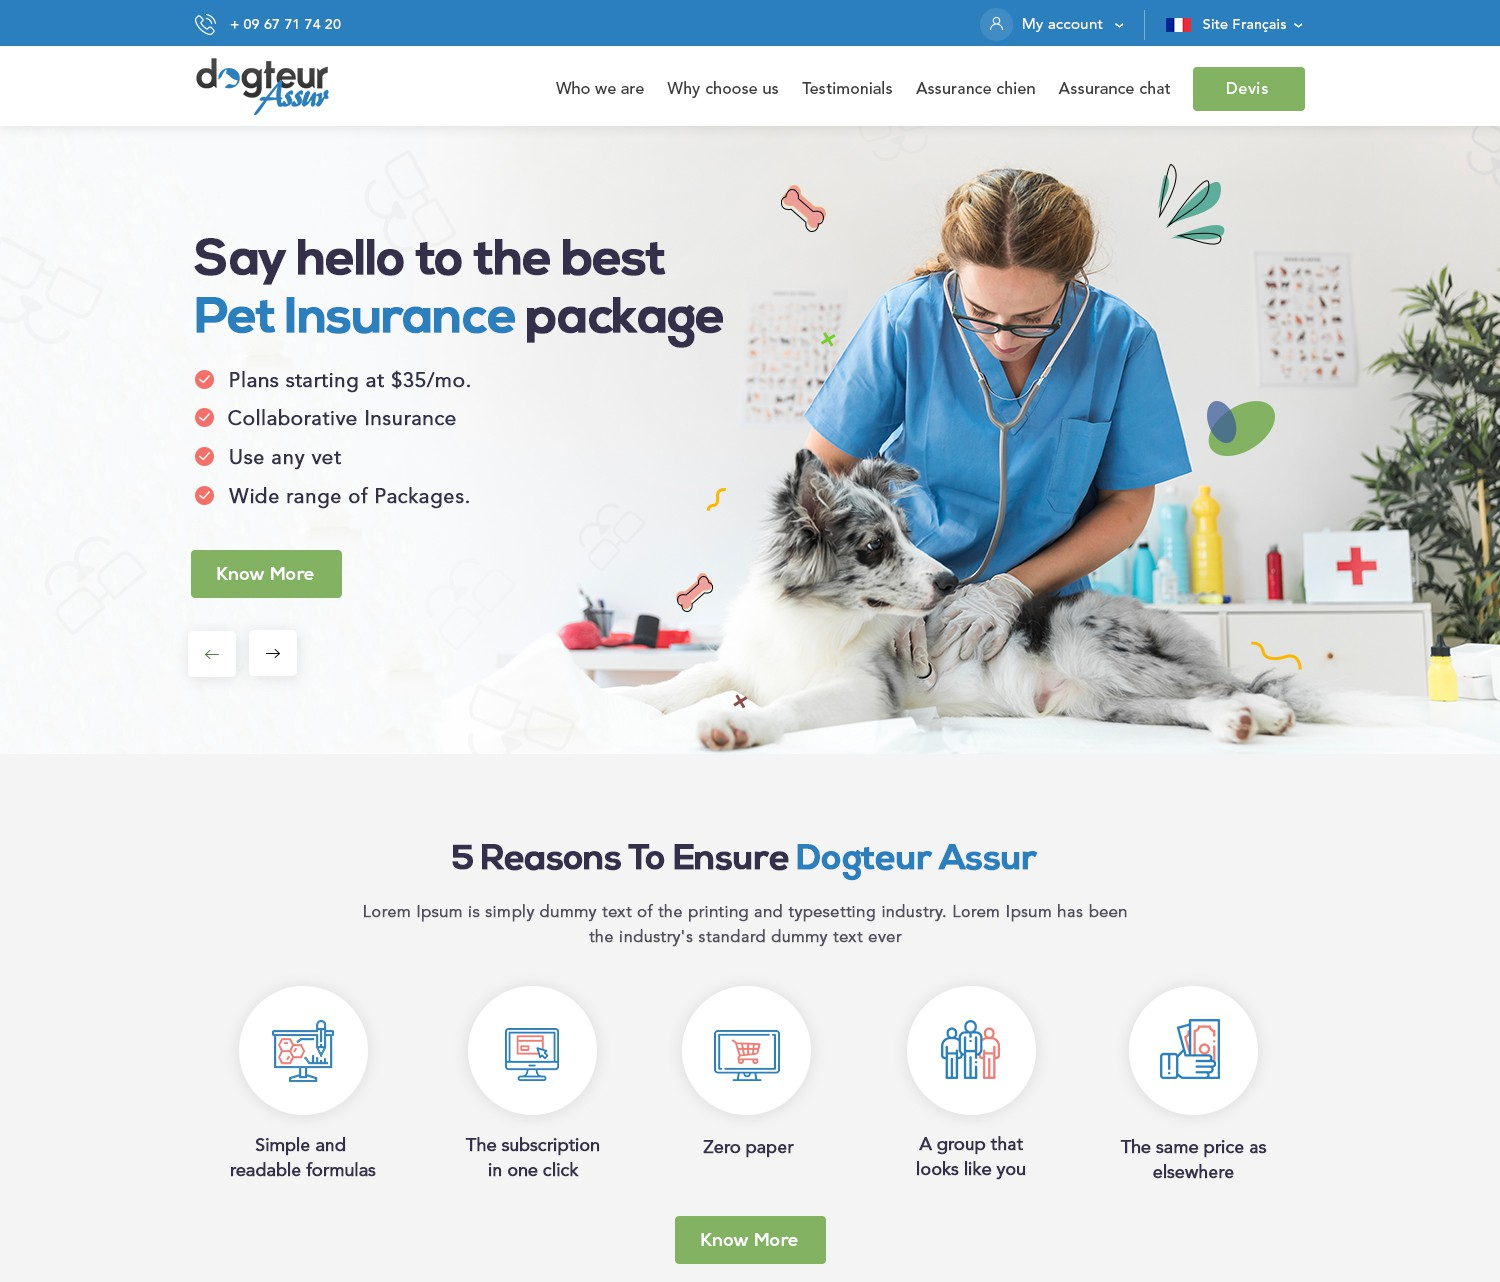 + 09 67 71 74 20
My account
Site Français
dogteur
Assur
Who we are
Why choose us
Testimonials
Assurance chien
Assurance chat
Devis
Say hello to the best
Pet Insurance package
Plans starting at $35/mo.
Collaborative Insurance
Use any vet
Wide range of Packages.
Know More
5 Reasons To Ensure Dogteur Assur
Lorem Ipsum is simply dummy text of the printing and typesetting industry. Lorem Ipsum has been
the industry's standard dummy text ever
Simple and
readable formulas
The subscription
in one click
Zero paper
A group that
looks like you
The same price as
elsewhere
Know More